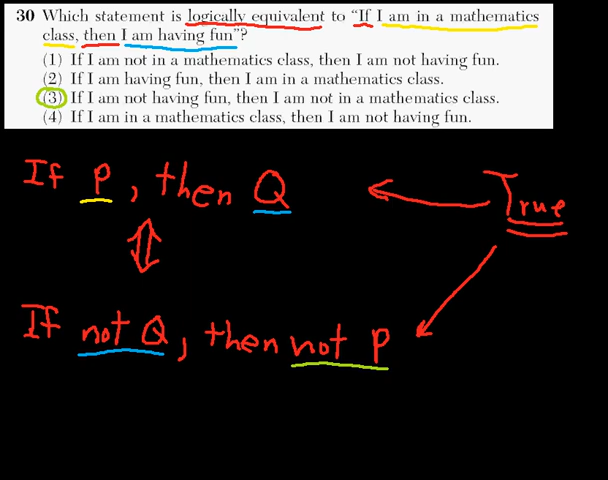 30 Which statement is logically equivalent to “If I am in a mathematics
class, then I am having fun”?
(1) If I am not in a mathematics class, then I am not having fun.
(2) If I am having fun, then I am in a mathematics class.
(3) If I am not having fun, then I am not in a mathematics class.
(4) If I am in a mathematics class, then I am not having fun.
If P, then Q
True
If not Q, then not P